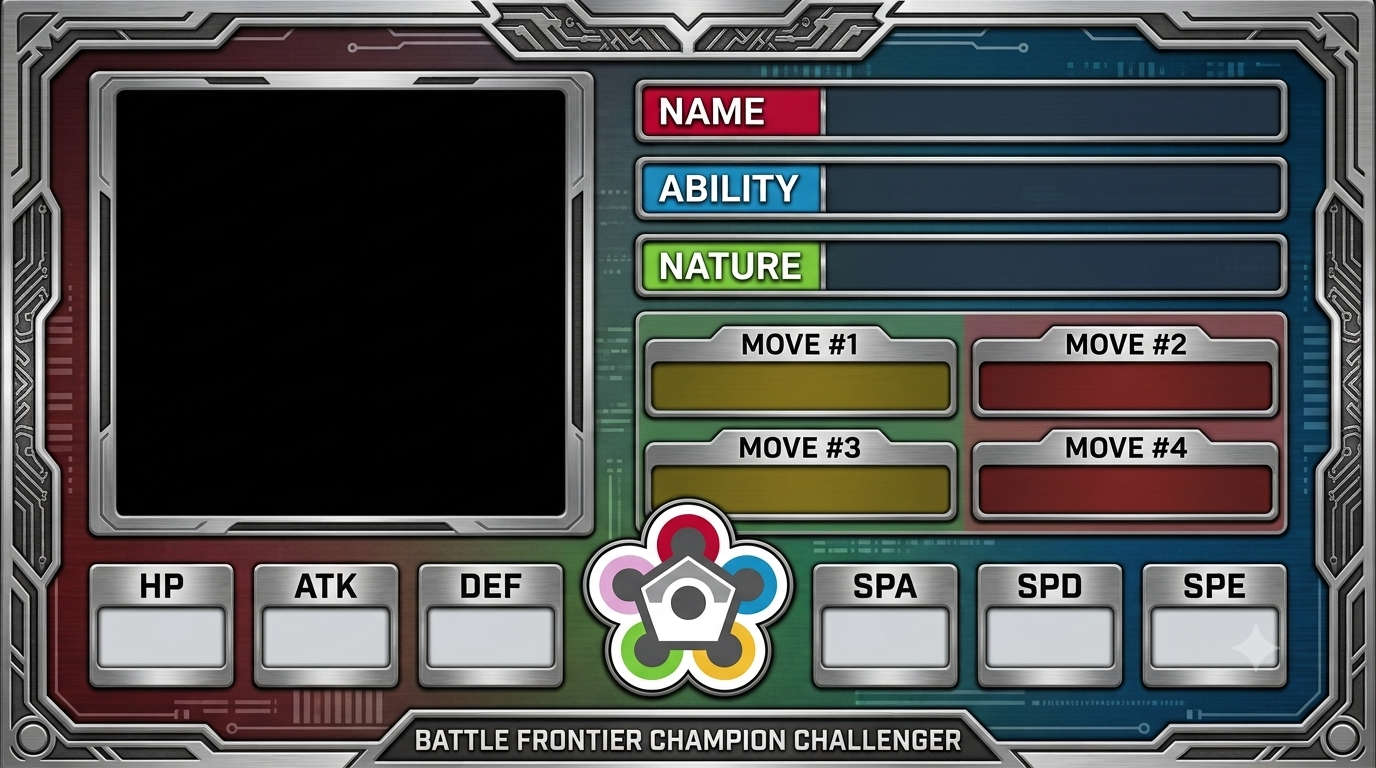 NAME
ABILITY
NATURE
MOVE #1 MOVE #2
MOVE #3 MOVE #4
HP ATK DEF SPA SPD SPE
BATTLE FRONTIER CHAMPION CHALLENGER